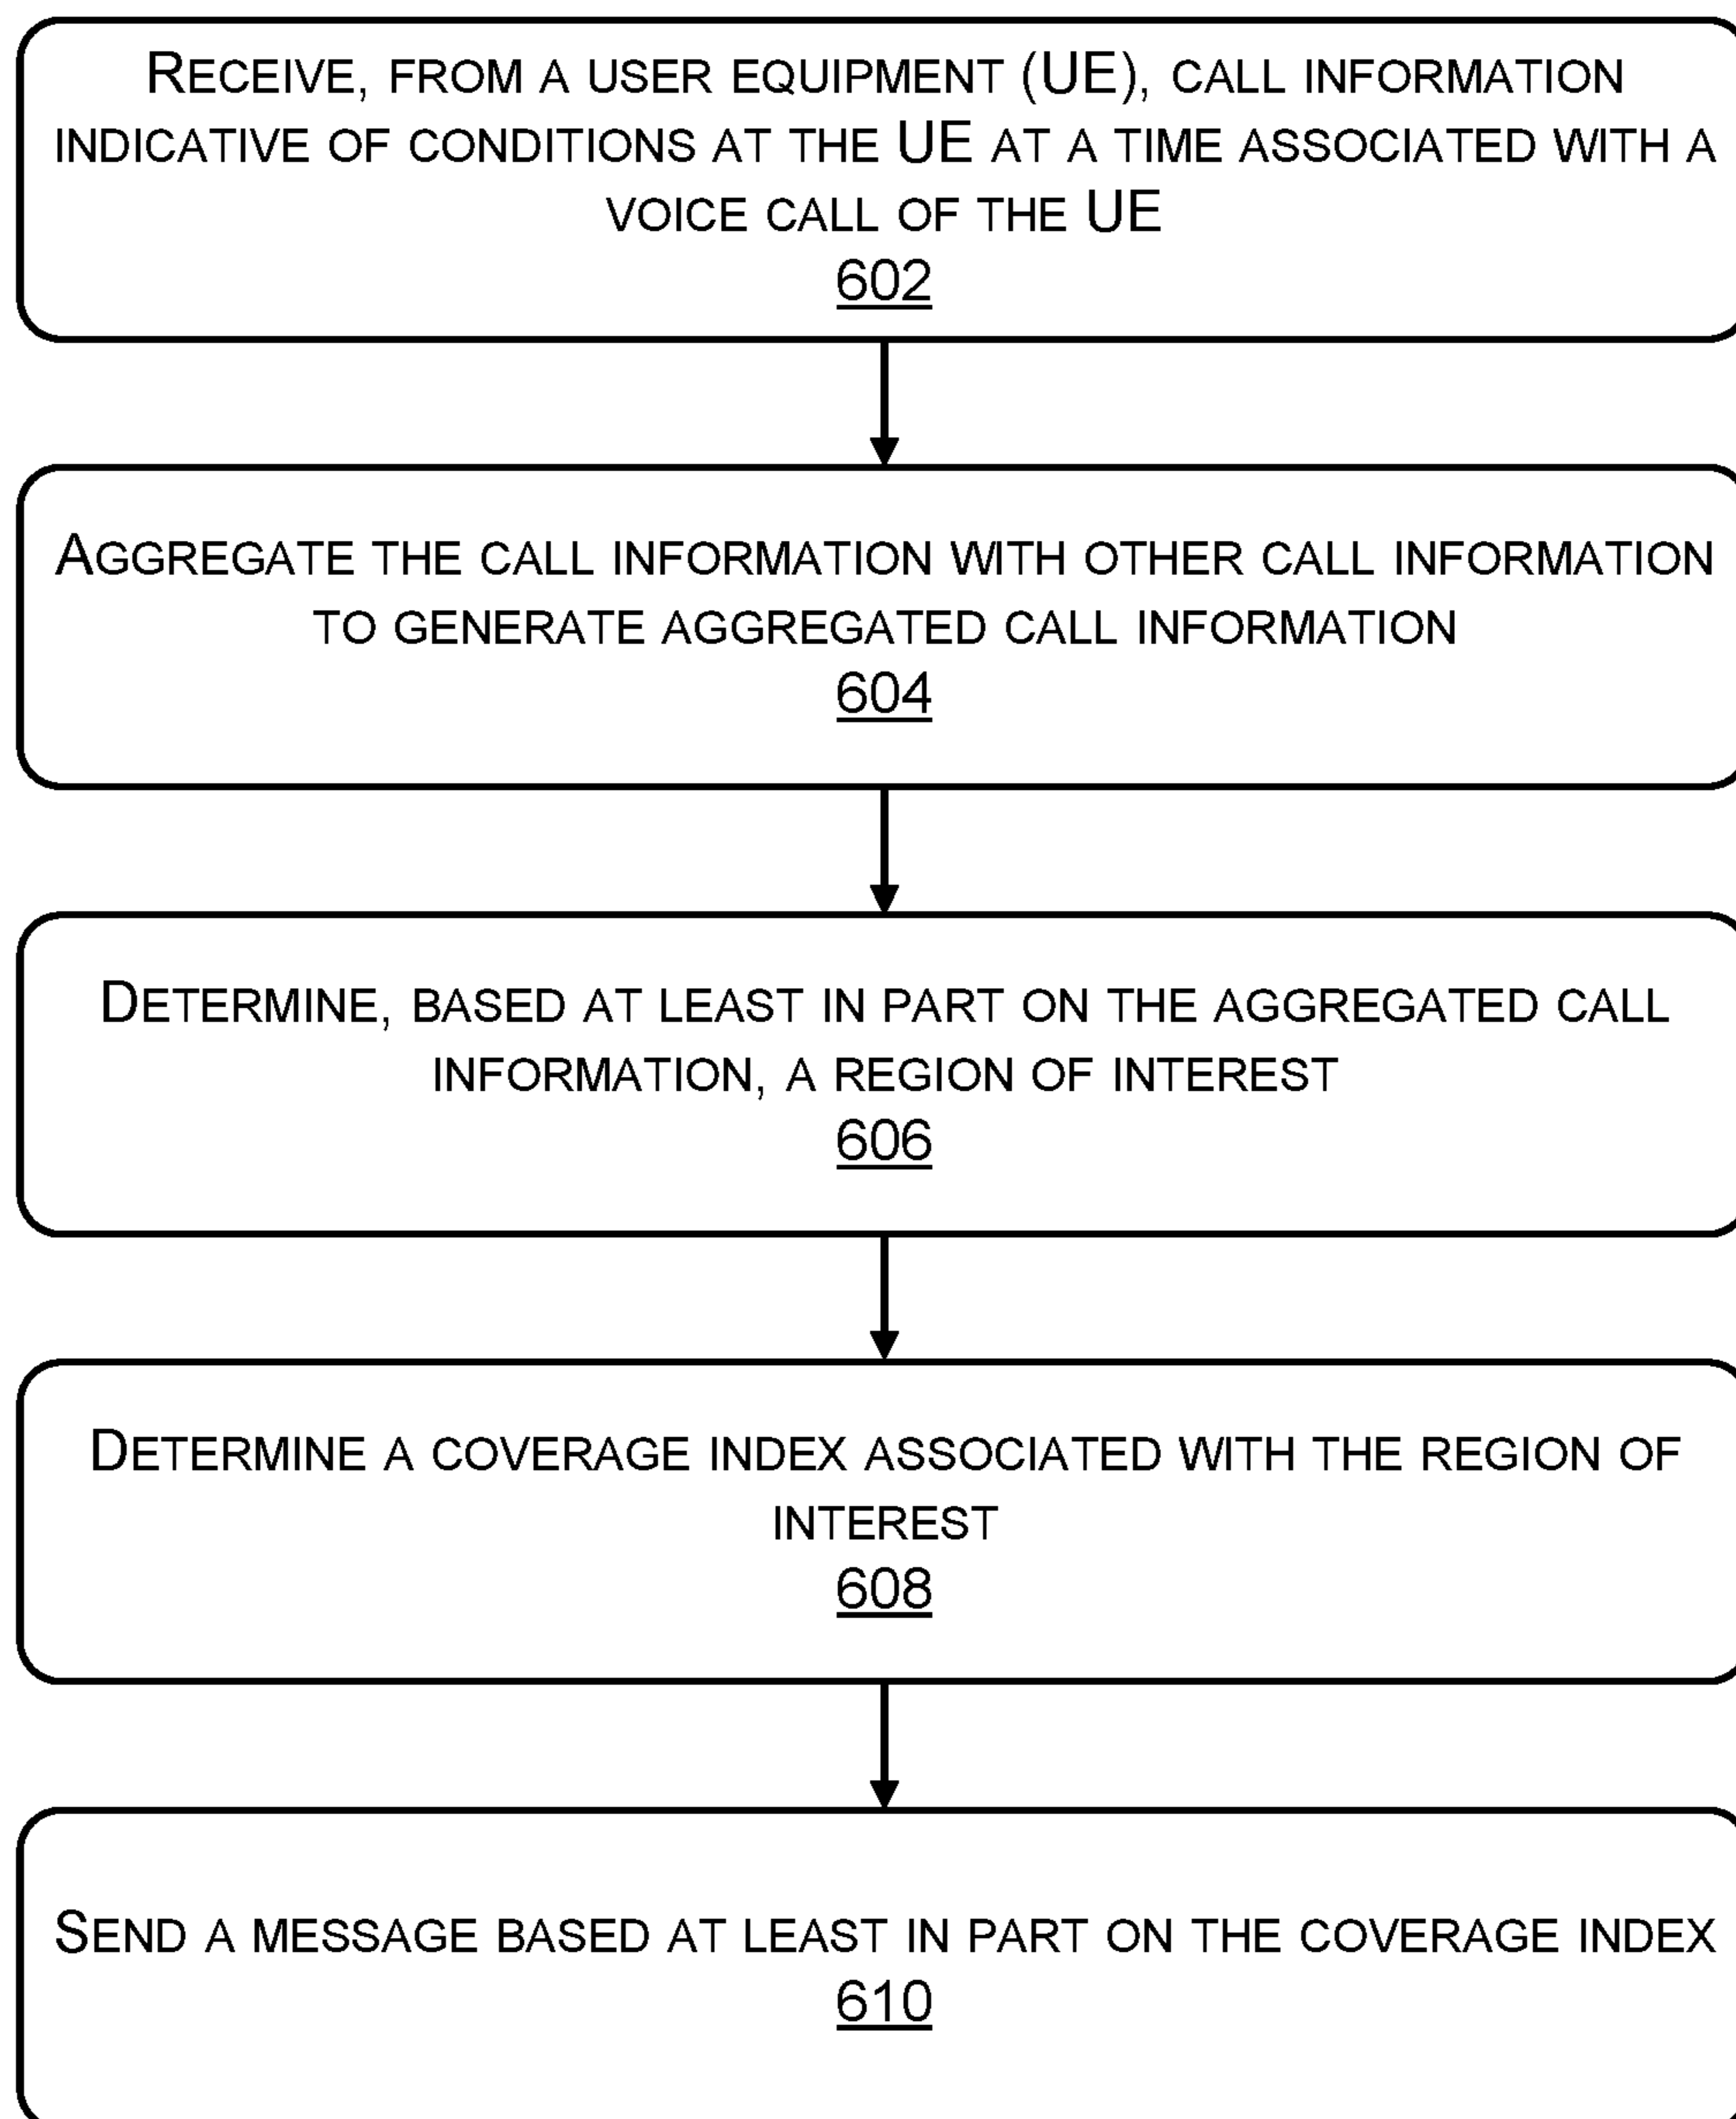 RECEIVE, FROM A USER EQUIPMENT (UE), CALL INFORMATION
INDICATIVE OF CONDITIONS AT THE UE AT A TIME ASSOCIATED WITH A
VOICE CALL OF THE UE
602
AGGREGATE THE CALL INFORMATION WITH OTHER CALL INFORMATION
TO GENERATE AGGREGATED CALL INFORMATION
604
DETERMINE, BASED AT LEAST IN PART ON THE AGGREGATED CALL
INFORMATION, A REGION OF INTEREST
606
DETERMINE A COVERAGE INDEX ASSOCIATED WITH THE REGION OF
INTEREST
608
SEND A MESSAGE BASED AT LEAST IN PART ON THE COVERAGE INDEX
610